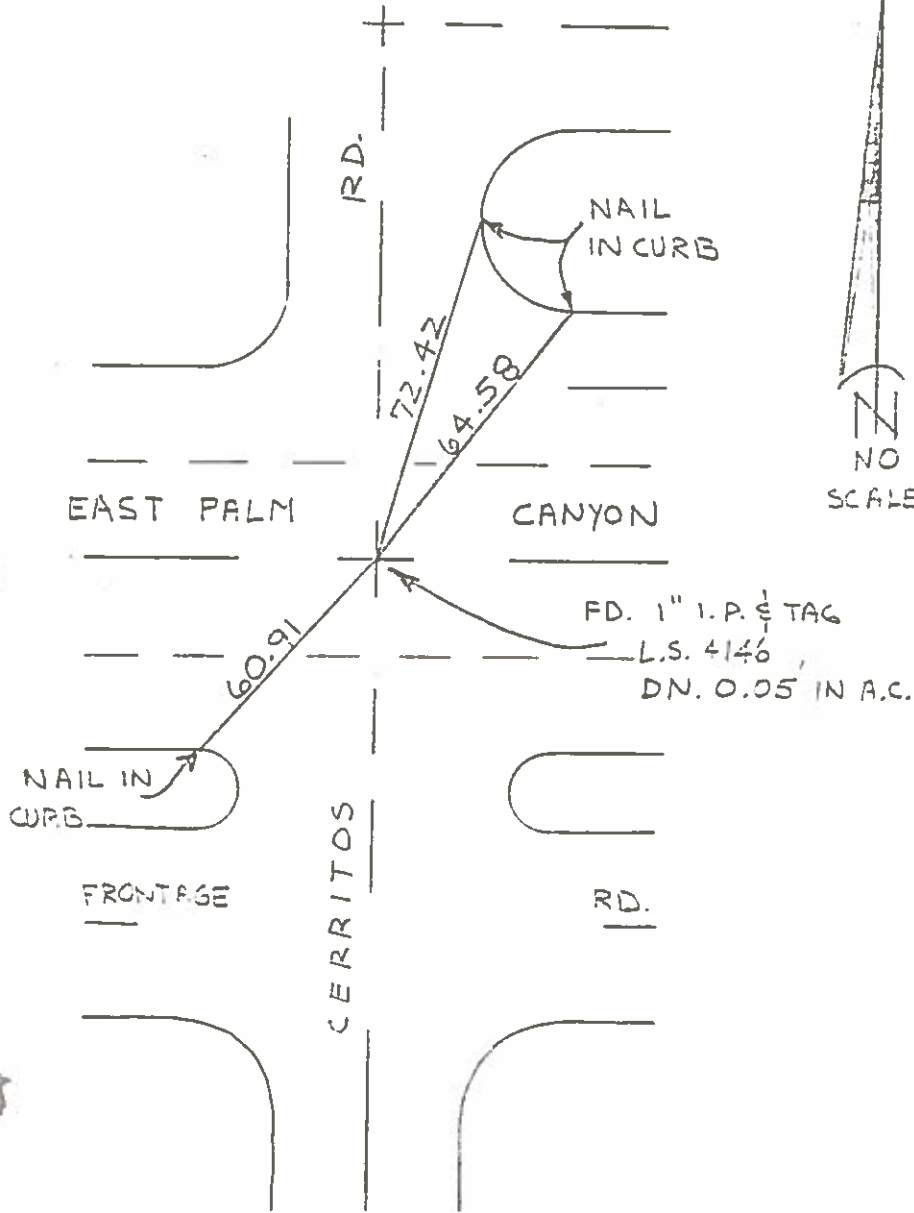 RD.
NAIL
IN CURB
72.42
64.58
N
NO
SCALE
EAST PALM CANYON
FD. 1" I.P. & TAG
L.S. 4146
DN. 0.05' IN A.C.
60.91
NAIL IN
CURB
CERRITOS
FRONTAGE RD.